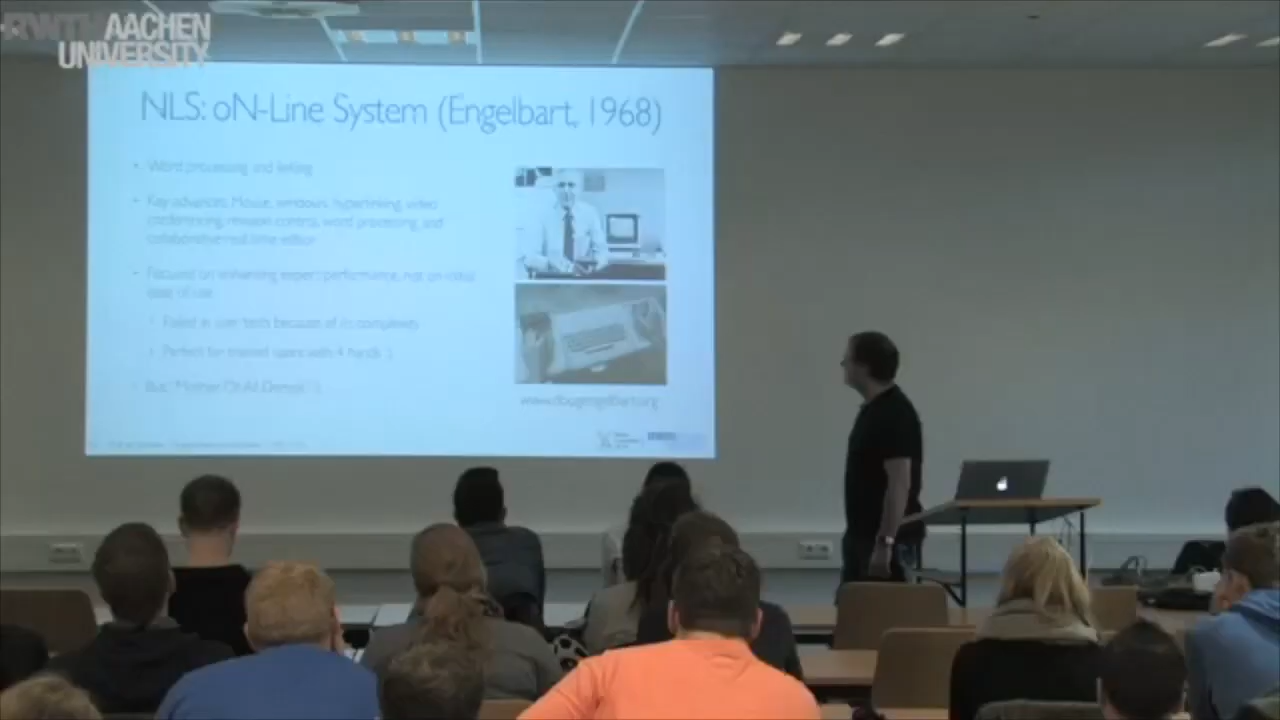 RWTH AACHEN
UNIVERSITY
NLS: oN-Line System (Engelbart, 1968)
• Word processing and linking
• Key advances: Mouse, windows, hypertinking, video
conferencing, revision control, word processing, and
collaborative real-time editor
• Focused on enhancing expert performance, not on initial
ease of use
• Failed in user tests because of its complexity
• Perfect for trained users with 4 hands :)
• But: "Mother Of All Demos" :)
www.dougengelbart.org